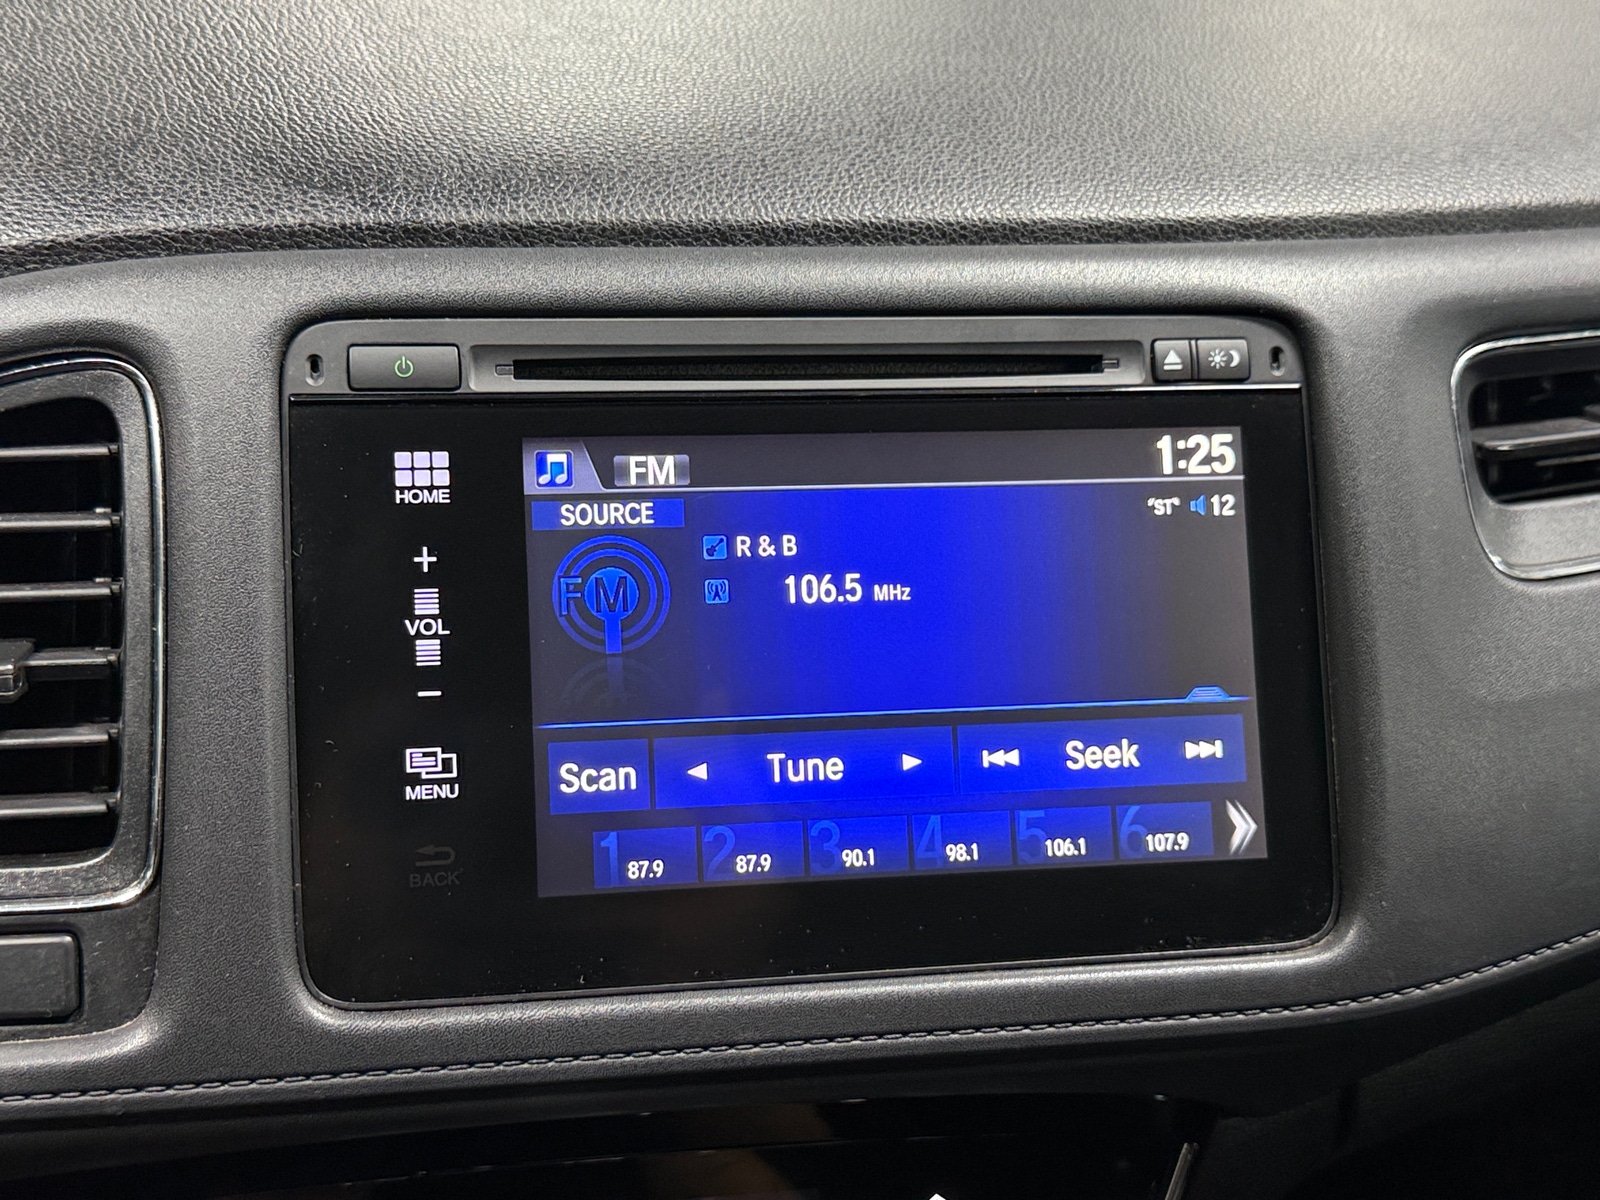 FM
1:25
HOME
SOURCE
"ST" 12
R & B
FM
106.5 MHz
+
VOL
−
Scan
Tune
Seek
MENU
1 87.9
2 87.9
3 90.1
4 98.1
5 106.1
6 107.9
BACK